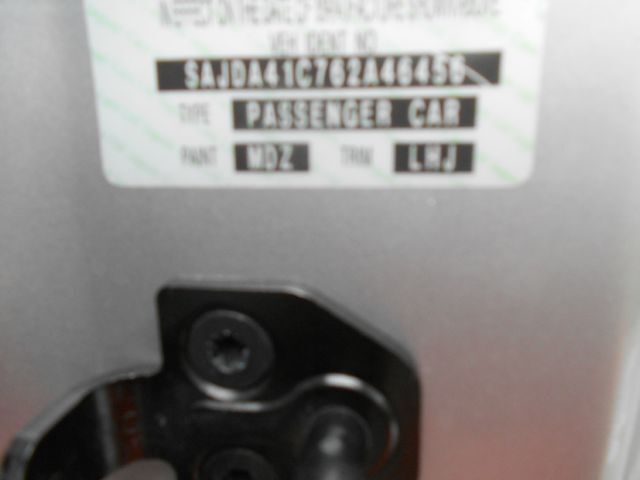 VEH IDENT NO
SAJDA41C762A46456
TYPE PASSENGER CAR
PAINT MDZ TRIM LHJ